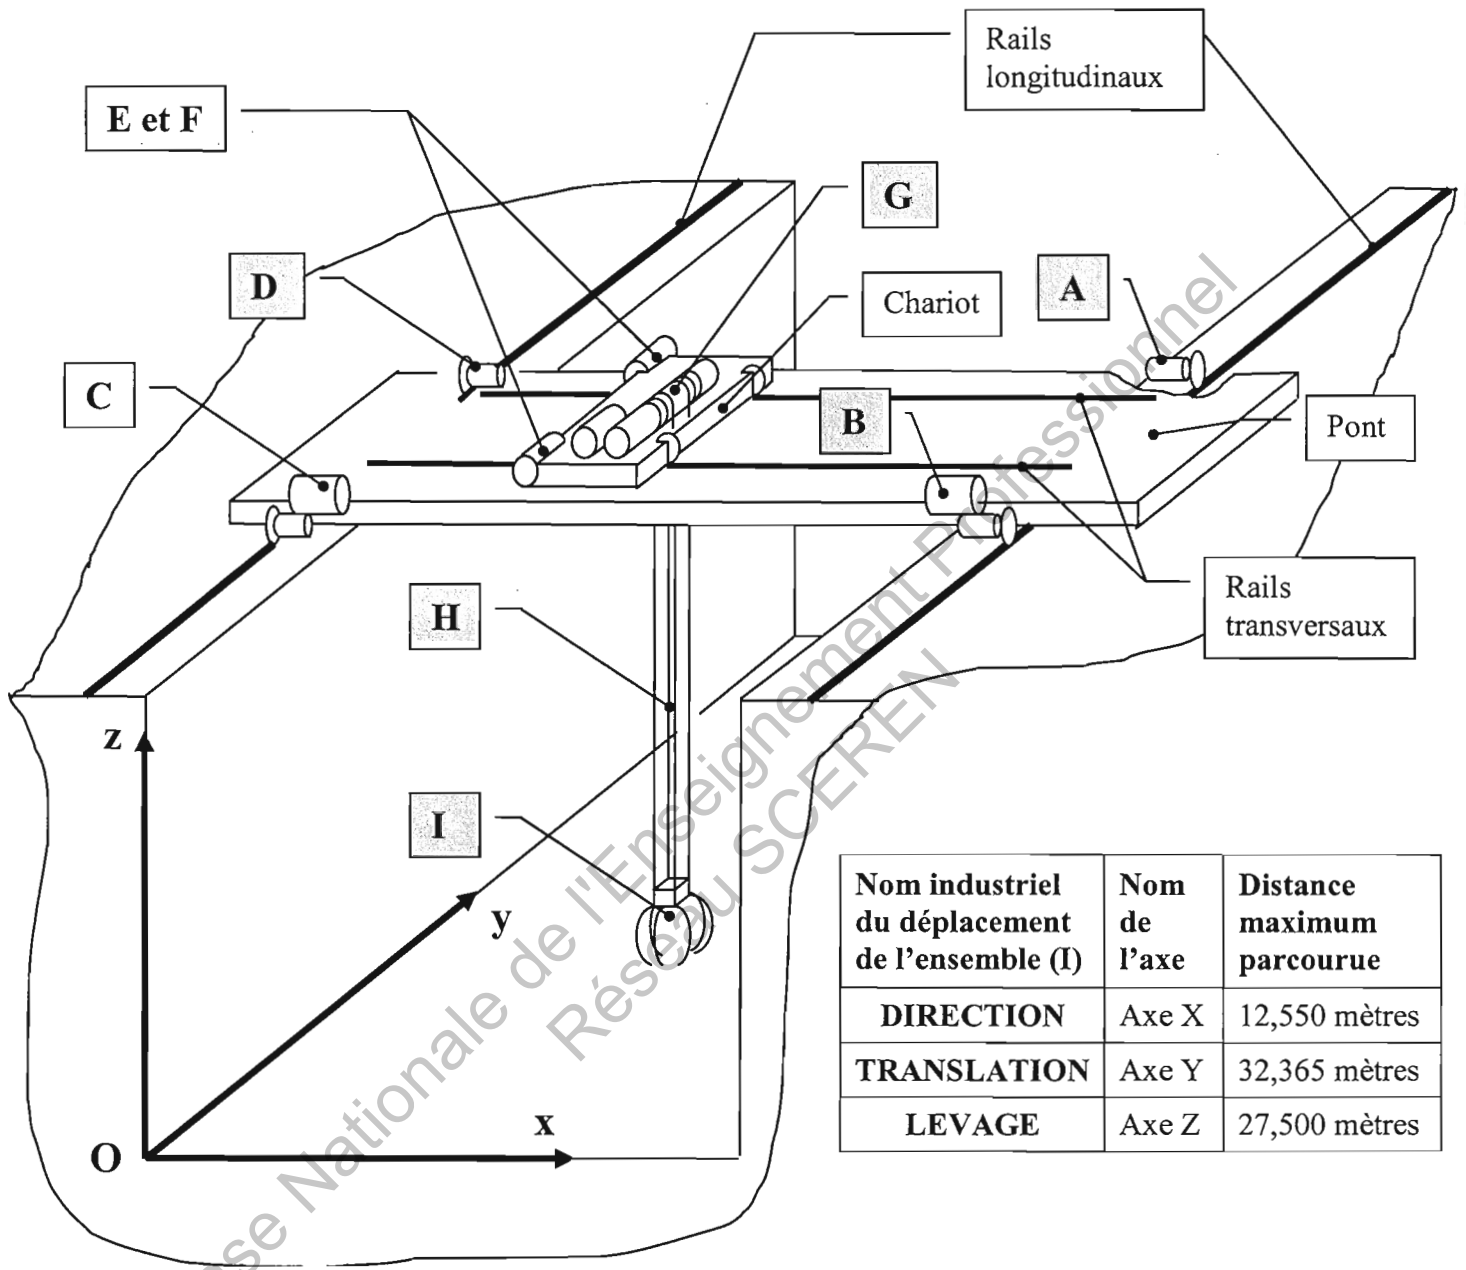 Rails
longitudinaux
E et F
G
D
A
Chariot
C
B
Pont
Rails
transversaux
H
z
I
y
x
O
Nom industriel
du déplacement
de l'ensemble (I)
Nom
de
l'axe
Distance
maximum
parcourue
DIRECTION
Axe X
12,550 mètres
TRANSLATION
Axe Y
32,365 mètres
LEVAGE
Axe Z
27,500 mètres
se Nationale de l'Enseignement Professionnel
Réseau SCEREN